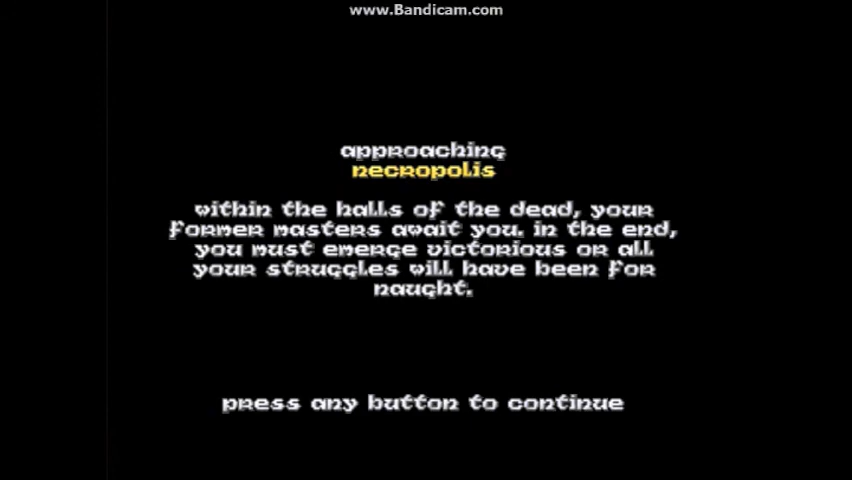 www.Bandicam.com
approaching
necropolis
within the halls of the dead, your
former masters await you. in the end,
you must emerge victorious or all
your struggles will have been for
naught.
press any button to continue